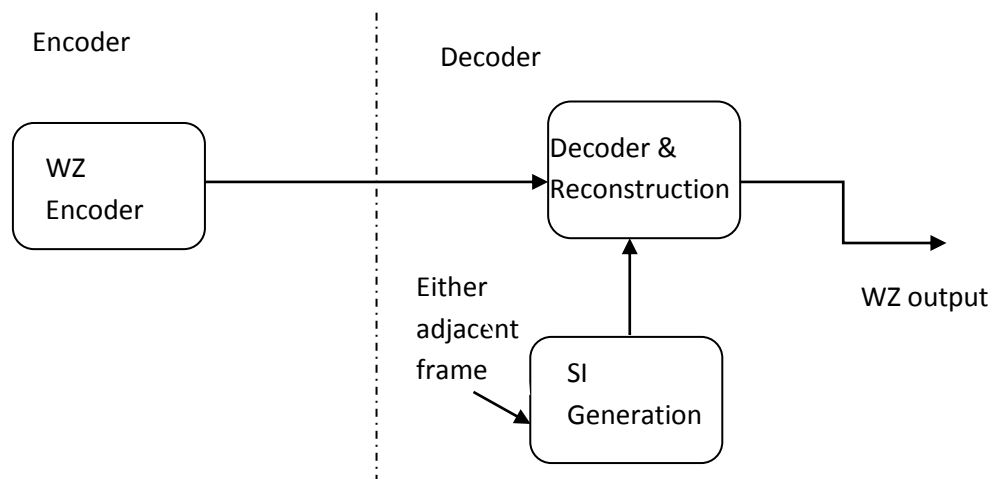 Encoder
Decoder
WZ
Encoder
Decoder &
Reconstruction
Either
adjacent
frame
WZ output
SI
Generation